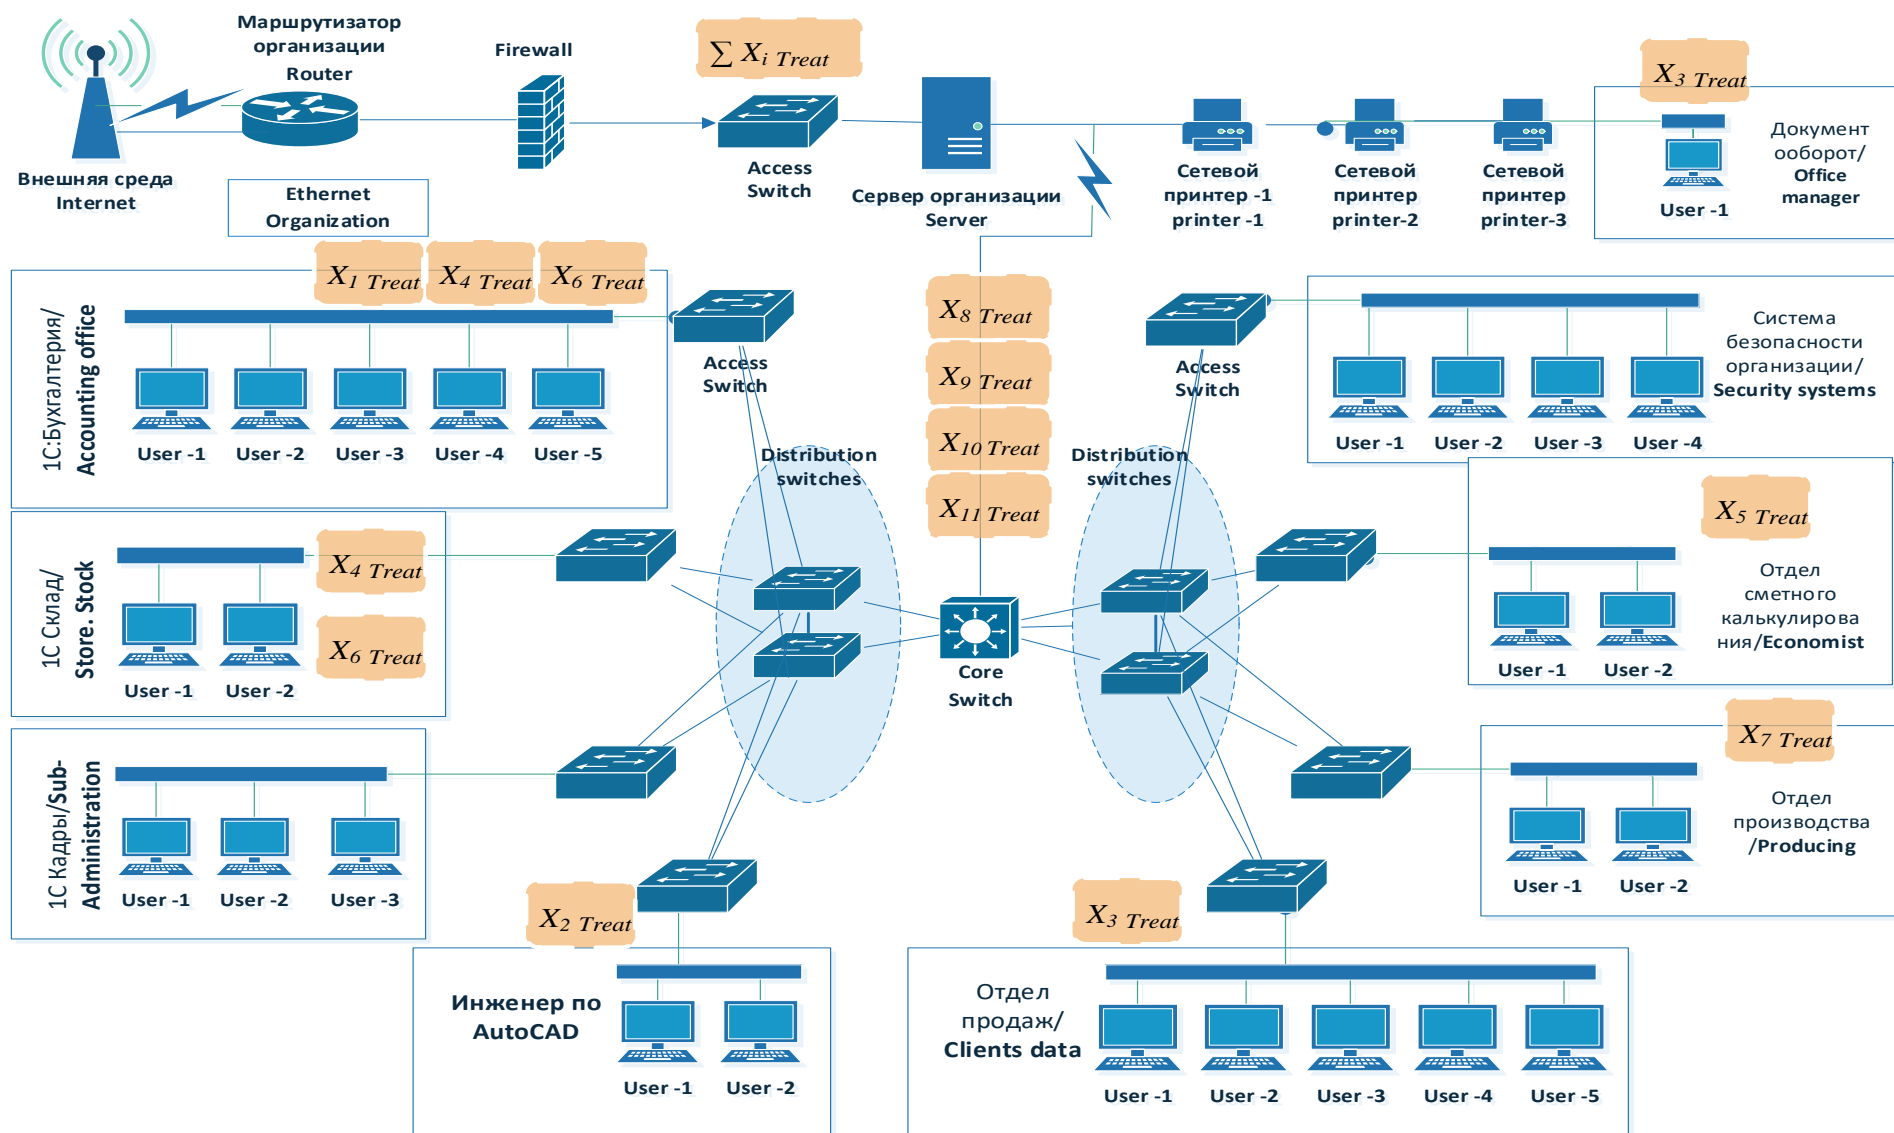 Маршрутизатор
организации
Router
Firewall
∑ X i Treat
X3 Treat
Внешняя среда
Internet
Ethernet
Organization
Access
Switch
Сервер организации
Server
Сетевой
принтер -1
printer -1
Сетевой
принтер
printer-2
Сетевой
принтер
printer-3
User -1
Документ
ооборот/
Office
manager
X1 Treat
X4 Treat
X6 Treat
1С:Бухгалтерия/
Accounting office
User -1
User -2
User -3
User -4
User -5
Access
Switch
X8 Treat
X9 Treat
X10 Treat
X11 Treat
Access
Switch
User -1
User -2
User -3
User -4
Система
безопасности
организации/
Security systems
Distribution
switches
Distribution
switches
1С Склад/
Store. Stock
X4 Treat
X6 Treat
User -1
User -2
Core
Switch
X5 Treat
Отдел
сметного
калькулирова
ния/Economist
User -1
User -2
1С Кадры/Sub-
Administration
User -1
User -2
User -3
X7 Treat
Отдел
производства
/Producing
User -1
User -2
X2 Treat
Инженер по
AutoCAD
User -1
User -2
X3 Treat
Отдел
продаж/
Clients data
User -1
User -2
User -3
User -4
User -5